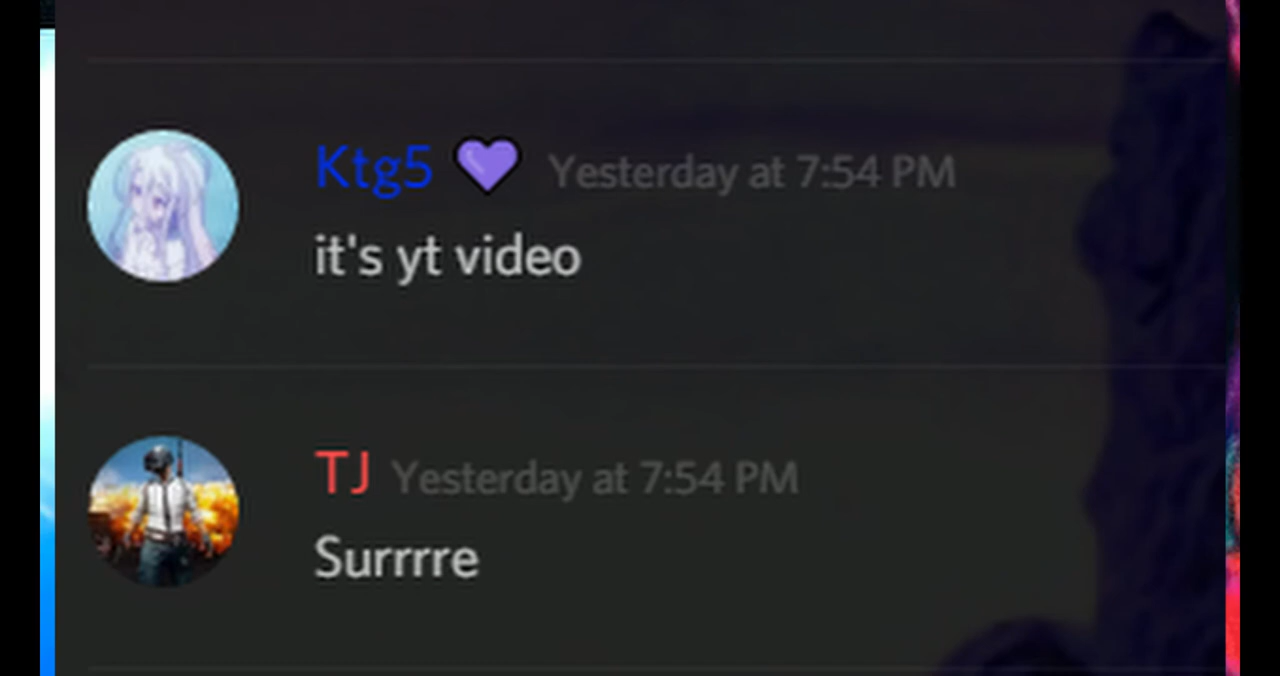 Ktg5 💜 Yesterday at 7:54 PM
it's yt video
TJ Yesterday at 7:54 PM
Surrrre